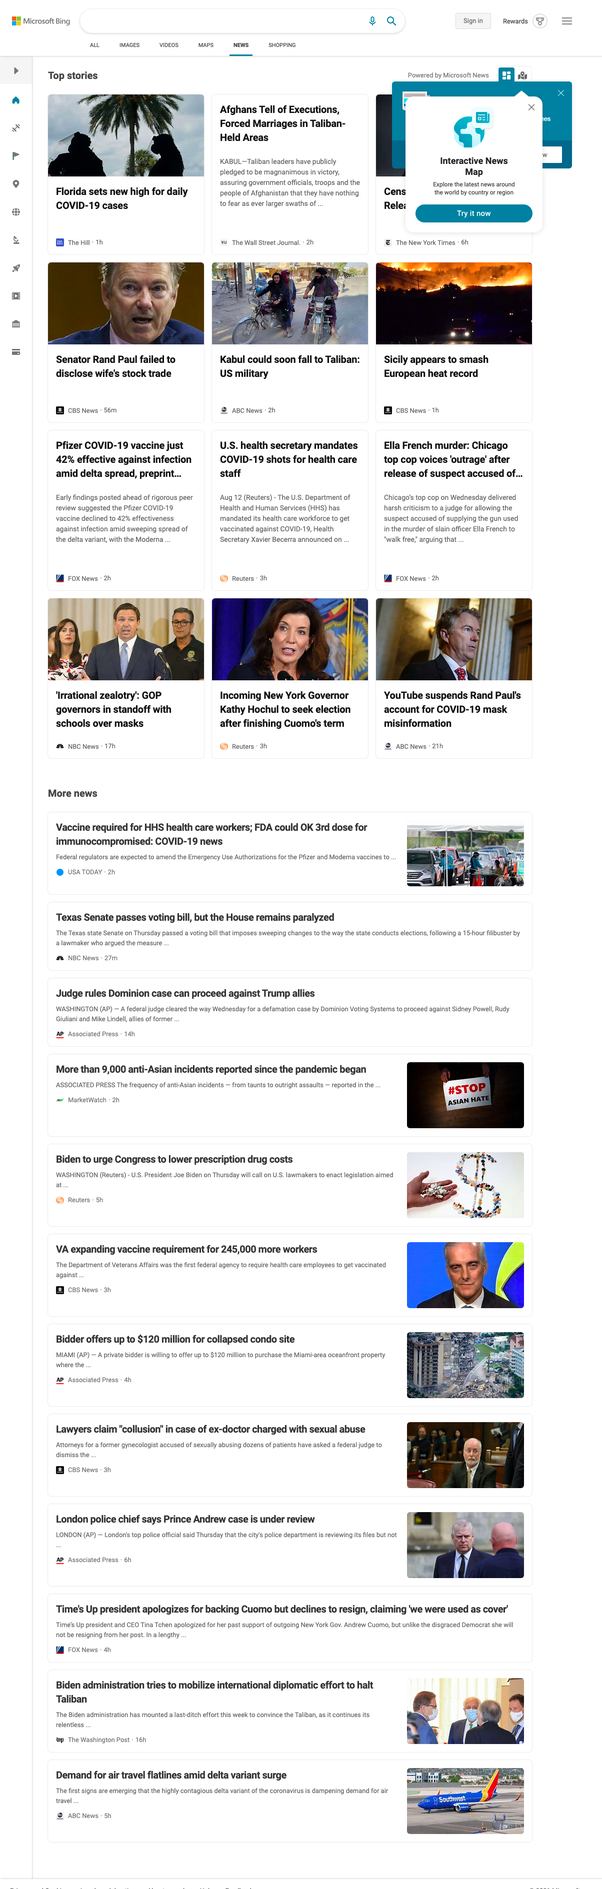 Microsoft Bing
Sign in
Rewards
ALL
IMAGES
VIDEOS
MAPS
NEWS
SHOPPING
Top stories
Powered by Microsoft News
Interactive News
Map
Explore the latest news around
the world by country or region
Try it now
Florida sets new high for daily
COVID-19 cases
The Hill · 1h
Afghans Tell of Executions,
Forced Marriages in Taliban-
Held Areas
KABUL—Taliban leaders have publicly
pledged to be magnanimous in victory,
assuring government officials, troops and the
people of Afghanistan that they have nothing
to fear as ever larger swaths of ...
The Wall Street Journal. · 2h
Cens
Relea
The New York Times · 6h
Senator Rand Paul failed to
disclose wife's stock trade
CBS News · 56m
Kabul could soon fall to Taliban:
US military
ABC News · 2h
Sicily appears to smash
European heat record
CBS News · 1h
Pfizer COVID-19 vaccine just
42% effective against infection
amid delta spread, preprint...
Early findings posted ahead of rigorous peer
review suggested the Pfizer COVID-19
vaccine declined to 42% effectiveness
against infection amid sweeping spread of
the delta variant, with the Moderna ...
FOX News · 2h
U.S. health secretary mandates
COVID-19 shots for health care
staff
Aug 12 (Reuters) - The U.S. Department of
Health and Human Services (HHS) has
mandated its health care workforce to get
vaccinated against COVID-19, Health
Secretary Xavier Becerra announced on ...
Reuters · 3h
Ella French murder: Chicago
top cop voices 'outrage' after
release of suspect accused of...
Chicago's top cop on Wednesday delivered
harsh criticism to a judge for allowing the
suspect accused of supplying the gun used
in the murder of slain officer Ella French to
"walk free," arguing that ...
FOX News · 2h
'Irrational zealotry': GOP
governors in standoff with
schools over masks
NBC News · 17h
Incoming New York Governor
Kathy Hochul to seek election
after finishing Cuomo's term
Reuters · 3h
YouTube suspends Rand Paul's
account for COVID-19 mask
misinformation
ABC News · 21h
More news
Vaccine required for HHS health care workers; FDA could OK 3rd dose for
immunocompromised: COVID-19 news
Federal regulators are expected to amend the Emergency Use Authorizations for the Pfizer and Moderna vaccines to ...
USA TODAY · 2h
Texas Senate passes voting bill, but the House remains paralyzed
The Texas state Senate on Thursday passed a voting bill that imposes sweeping changes to the way the state conducts elections, following a 15-hour filibuster by
a lawmaker who argued the measure ...
NBC News · 27m
Judge rules Dominion case can proceed against Trump allies
WASHINGTON (AP) — A federal judge cleared the way Wednesday for a defamation case by Dominion Voting Systems to proceed against Sidney Powell, Rudy
Giuliani and Mike Lindell, allies of former ...
AP Associated Press · 14h
More than 9,000 anti-Asian incidents reported since the pandemic began
ASSOCIATED PRESS The frequency of anti-Asian incidents — from taunts to outright assaults — reported in the ...
MarketWatch · 2h
#STOP
ASIAN HATE
Biden to urge Congress to lower prescription drug costs
WASHINGTON (Reuters) - U.S. President Joe Biden on Thursday will call on U.S. lawmakers to enact legislation aimed
at ...
Reuters · 5h
VA expanding vaccine requirement for 245,000 more workers
The Department of Veterans Affairs was the first federal agency to require health care employees to get vaccinated
against ...
CBS News · 3h
Bidder offers up to $120 million for collapsed condo site
MIAMI (AP) — A private bidder is willing to offer up to $120 million to purchase the Miami-area oceanfront property
where the ...
AP Associated Press · 4h
Lawyers claim "collusion" in case of ex-doctor charged with sexual abuse
Attorneys for a former gynecologist accused of sexually abusing dozens of patients have asked a federal judge to
dismiss the ...
CBS News · 3h
London police chief says Prince Andrew case is under review
LONDON (AP) — London's top police official said Thursday that the city's police department is reviewing its files but not
...
AP Associated Press · 6h
Time's Up president apologizes for backing Cuomo but declines to resign, claiming 'we were used as cover'
Time's Up president and CEO Tina Tchen apologized for her past support of outgoing New York Gov. Andrew Cuomo, but unlike the disgraced Democrat she will
not be resigning from her post. In a lengthy ...
FOX News · 4h
Biden administration tries to mobilize international diplomatic effort to halt
Taliban
The Biden administration has mounted a last-ditch effort this week to convince the Taliban, as it continues its
relentless ...
The Washington Post · 16h
Demand for air travel flatlines amid delta variant surge
The first signs are emerging that the highly contagious delta variant of the coronavirus is dampening demand for air
travel ...
ABC News · 5h
Southwest